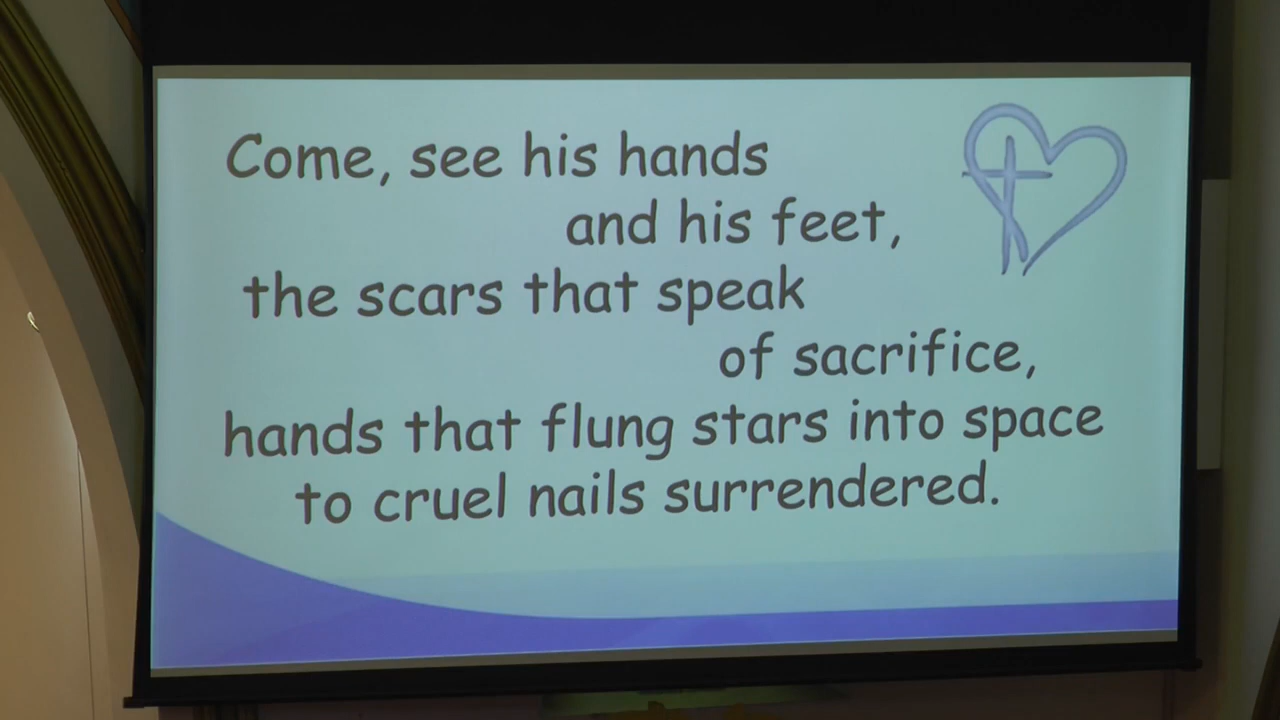 Come, see his hands
and his feet,
the scars that speak
of sacrifice,
hands that flung stars into space
to cruel nails surrendered.